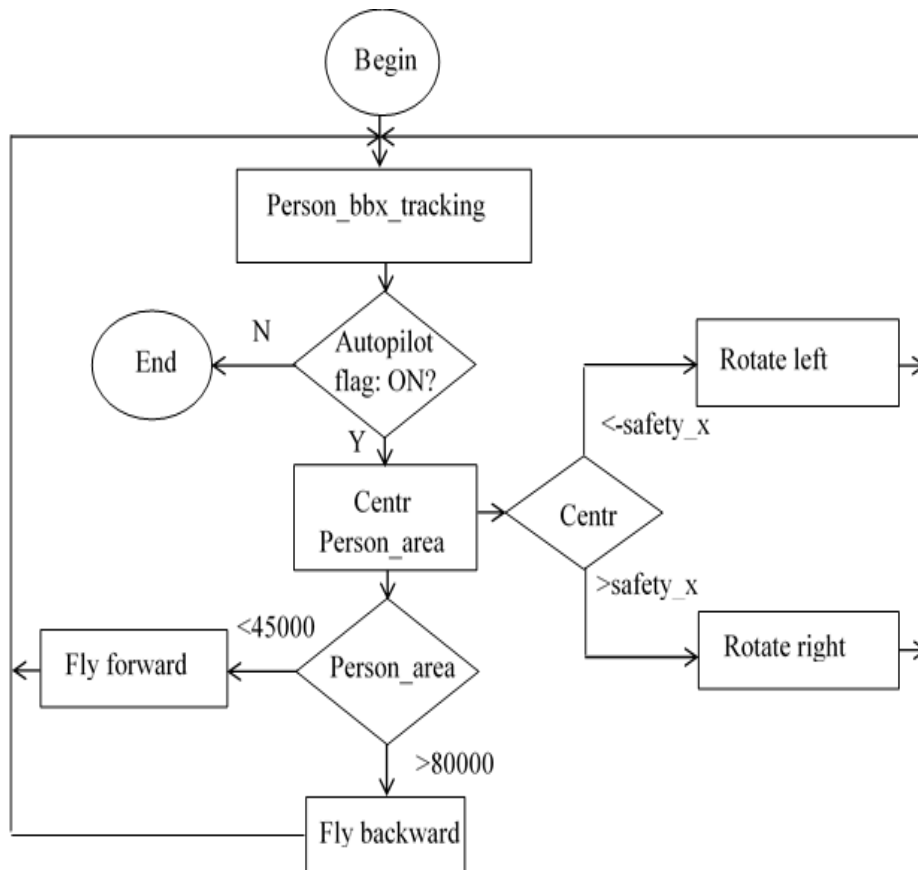 Begin
Person_bbx_tracking
N
Autopilot
flag: ON?
End
Y
Rotate left
<-safety_x
Centr
Person_area
Centr
>safety_x
<45000
Fly forward
Person_area
Rotate right
>80000
Fly backward